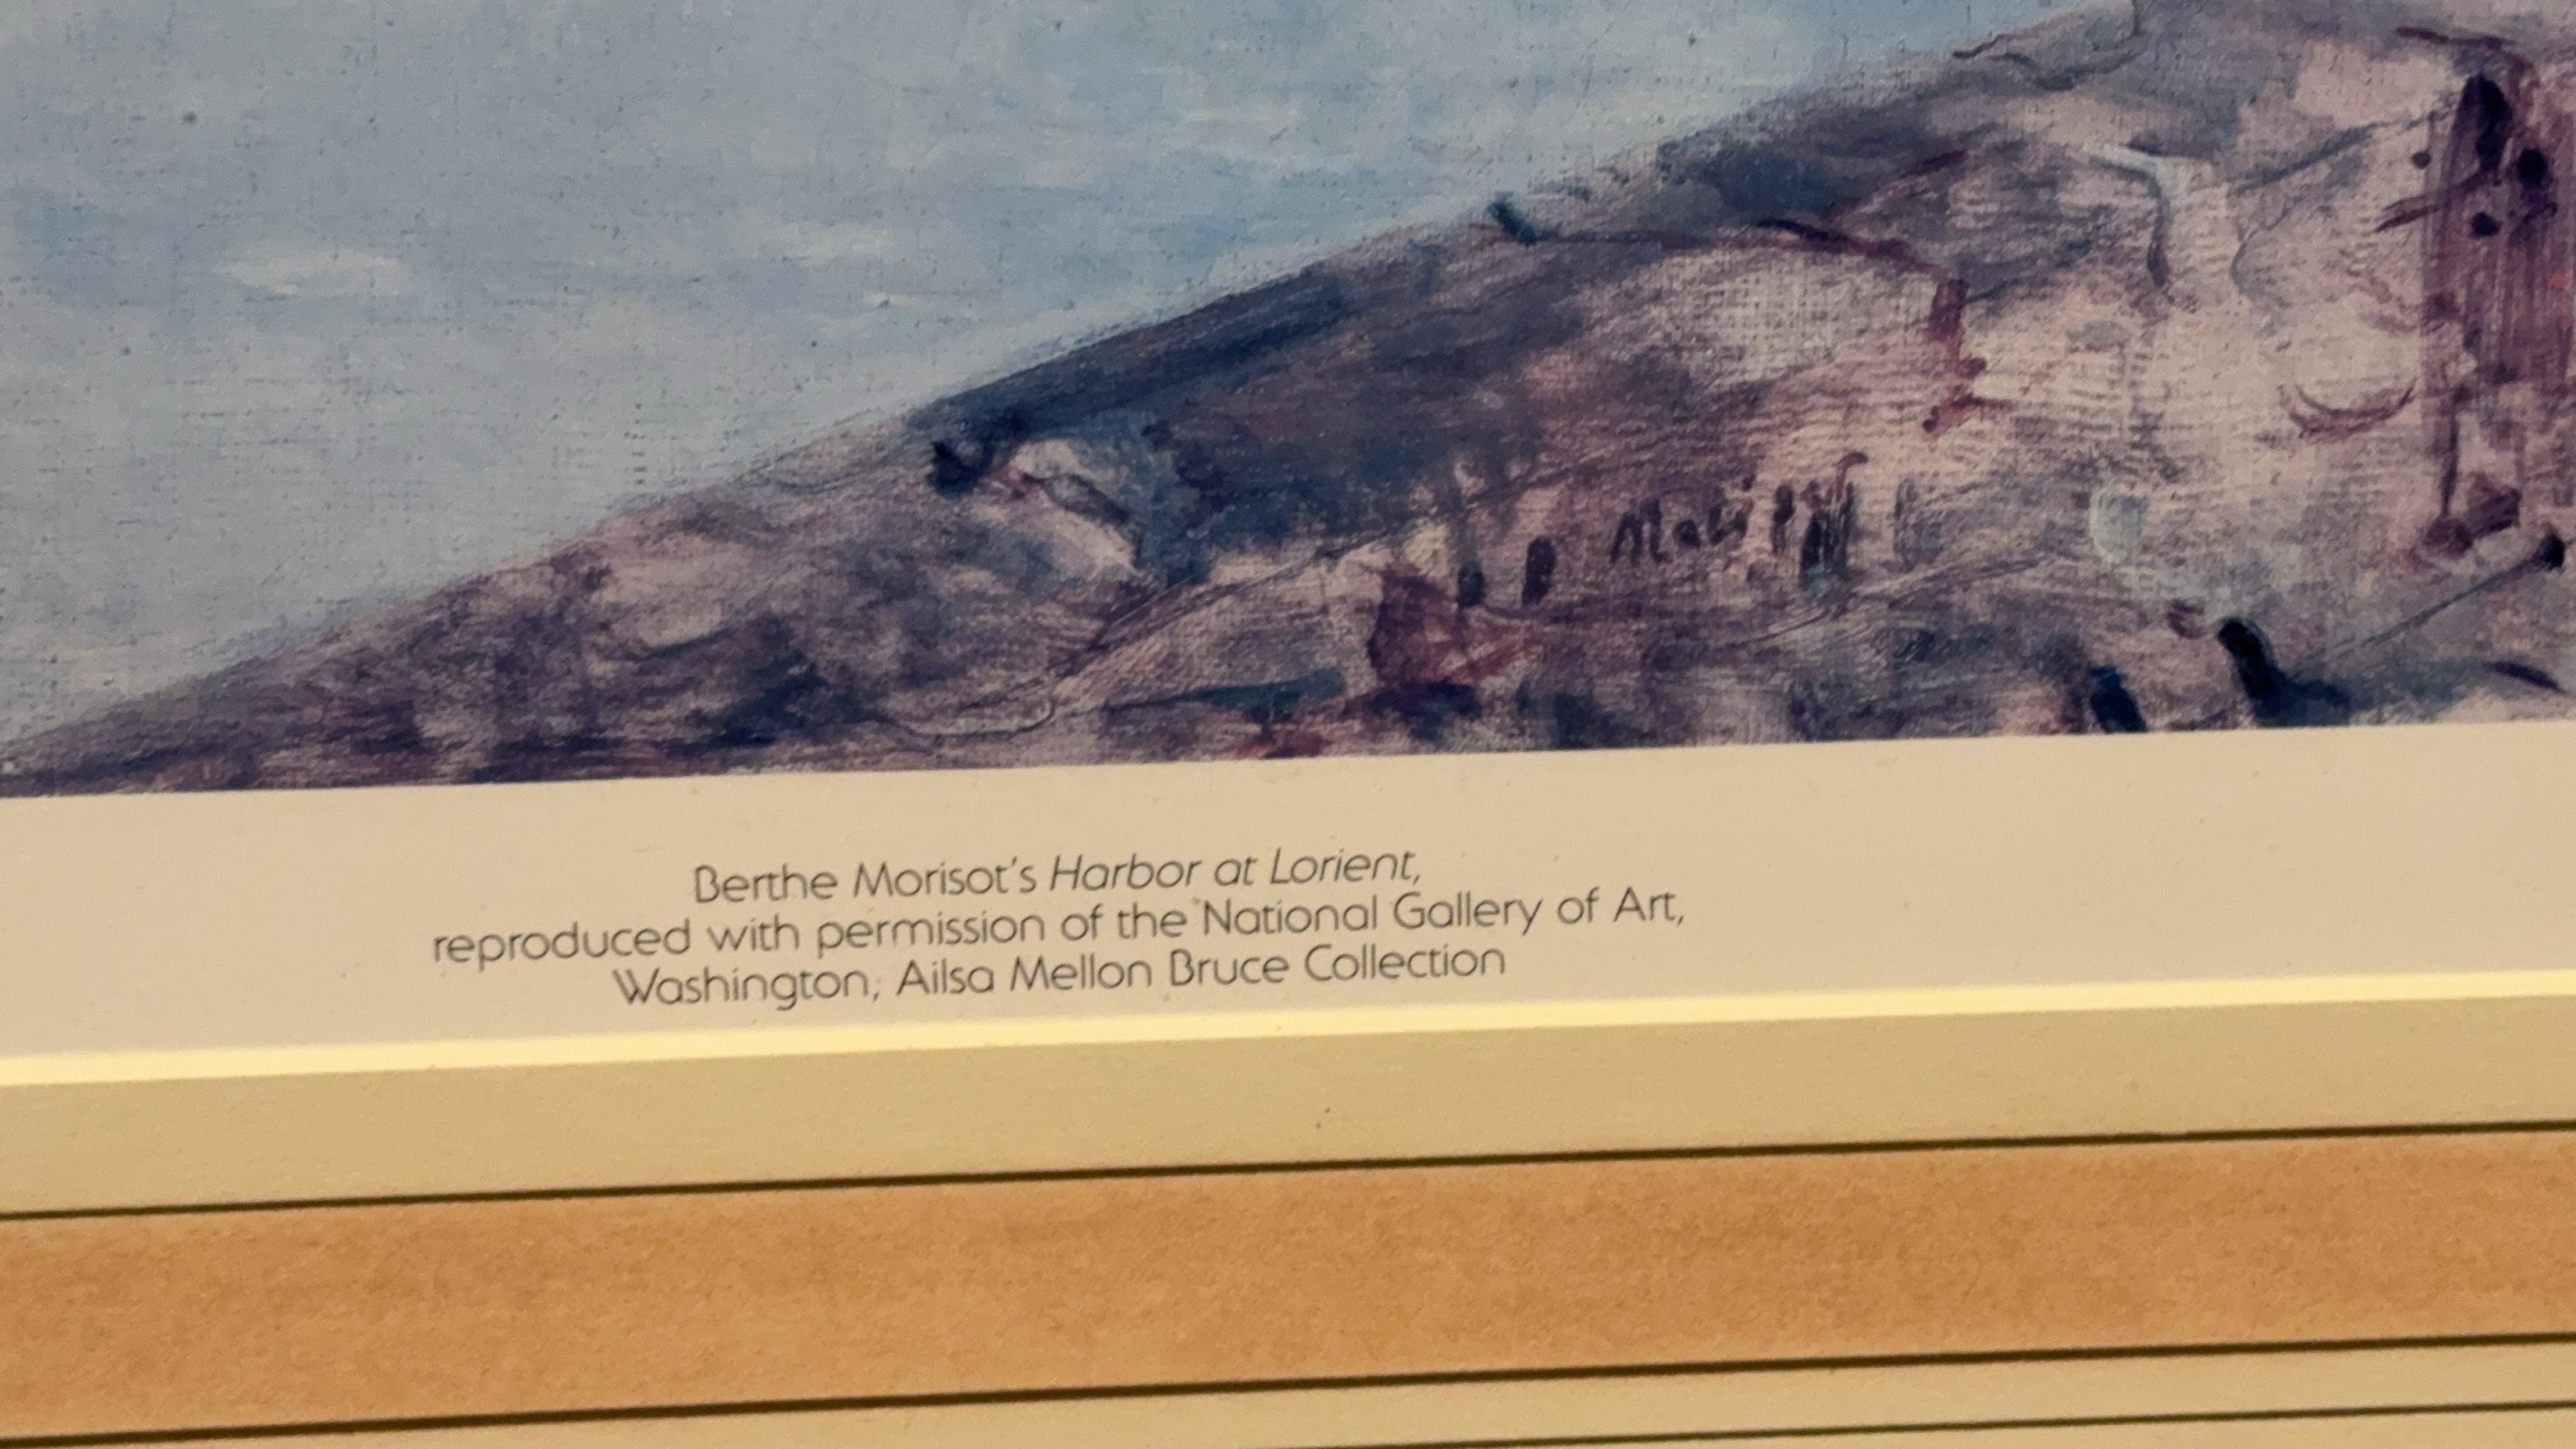 Berthe Morisot's Harbor at Lorient,
reproduced with permission of the National Gallery of Art,
Washington, Ailsa Mellon Bruce Collection